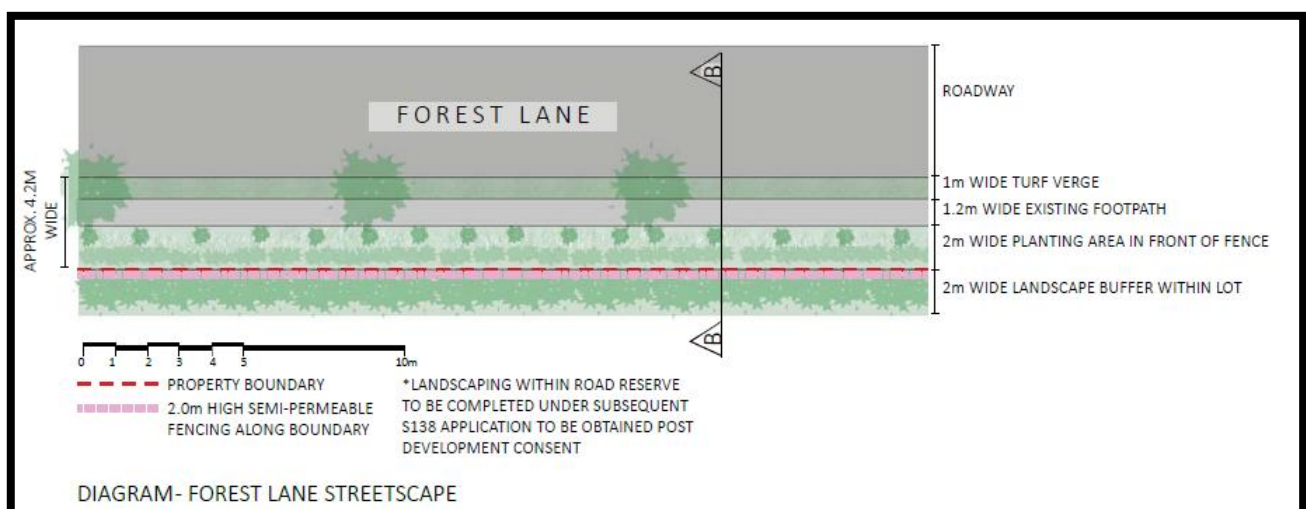 FOREST LANE
B
ROADWAY
APPROX. 4.2M
WIDE
1m WIDE TURF VERGE
1.2m WIDE EXISTING FOOTPATH
2m WIDE PLANTING AREA IN FRONT OF FENCE
2m WIDE LANDSCAPE BUFFER WITHIN LOT
B
0 1 2 3 4 5 10m
PROPERTY BOUNDARY
2.0m HIGH SEMI-PERMEABLE
FENCING ALONG BOUNDARY
*LANDSCAPING WITHIN ROAD RESERVE
TO BE COMPLETED UNDER SUBSEQUENT
S138 APPLICATION TO BE OBTAINED POST
DEVELOPMENT CONSENT
DIAGRAM- FOREST LANE STREETSCAPE